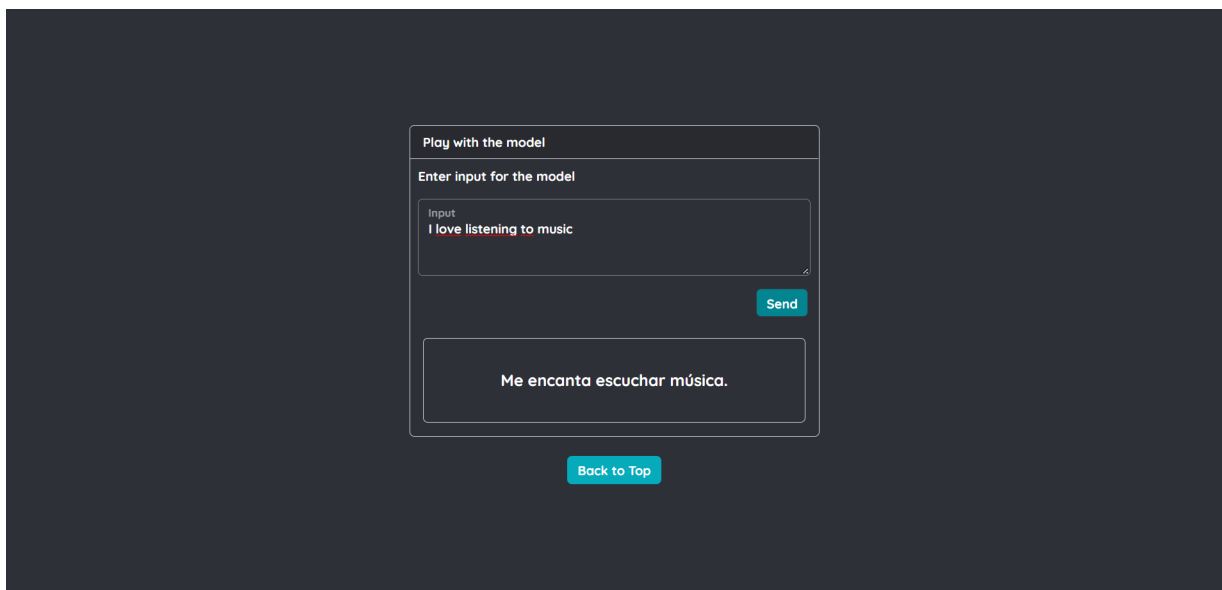 Play with the model
Enter input for the model
Input
I love listening to music
Send
Me encanta escuchar música.
Back to Top